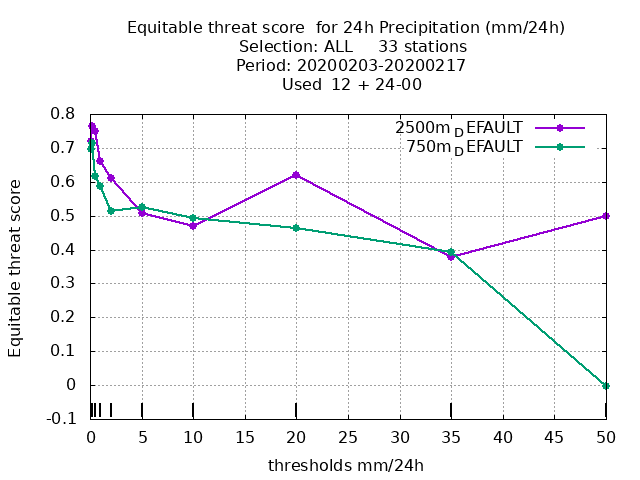 Equitable threat score  for 24h Precipitation (mm/24h)
Selection: ALL     33 stations
Period: 20200203-20200217
Used  12 + 24-00
2500m_DEFAULT
750m_DEFAULT
0.8
0.7
0.6
0.5
0.4
0.3
0.2
0.1
0
-0.1
Equitable threat score
0 5 10 15 20 25 30 35 40 45 50
thresholds mm/24h